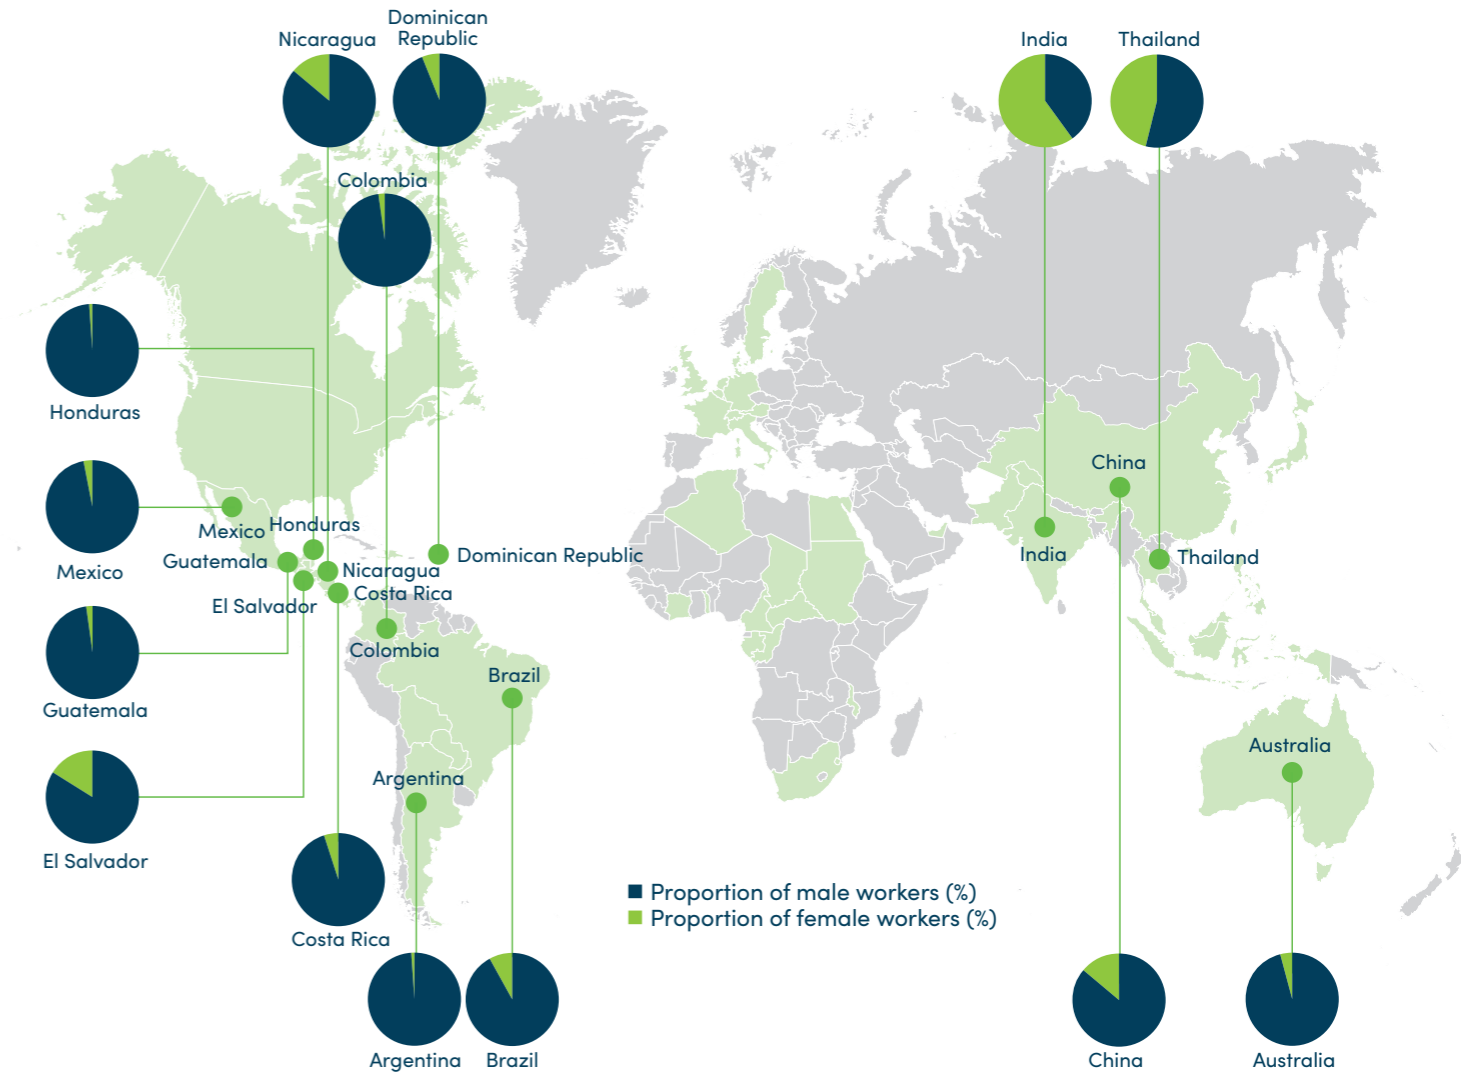 Dominican
Republic
Nicaragua
India
Thailand
Colombia
Honduras
China
Mexico
Honduras
Mexico
Guatemala
Dominican Republic
India
Thailand
Nicaragua
Costa Rica
El Salvador
Colombia
Brazil
Guatemala
Australia
Argentina
El Salvador
Proportion of male workers (%)
Proportion of female workers (%)
Costa Rica
Argentina
Brazil
China
Australia